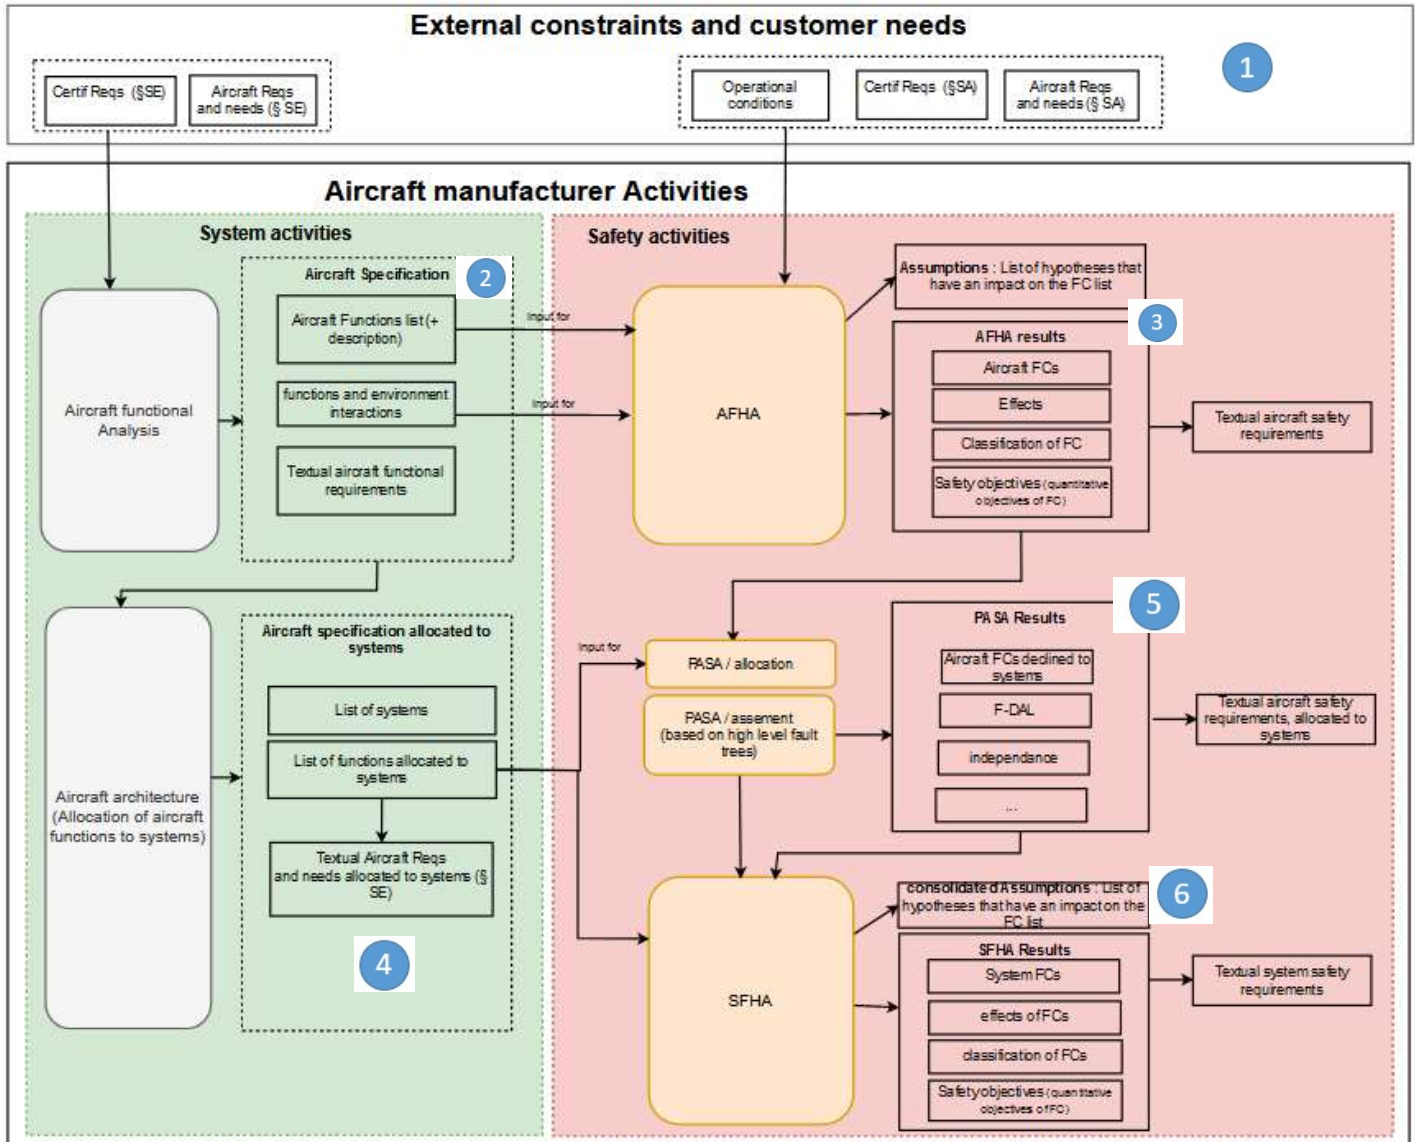 External constraints and customer needs
1
Certif Reqs (§SE)
Aircraft Reqs
and needs (§ SE)
Operational
conditions
Certif Reqs (§SA)
Aircraft Reqs
and needs (§ SA)
Aircraft manufacturer Activities
System activities
Safety activities
Aircraft Specification
2
Aircraft Functions list (+
description)
functions and environment
interactions
Textual aircraft functional
requirements
Aircraft functional
Analysis
Input for
Input for
AFHA
Assumptions : List of hypotheses that
have an impact on the FC list
3
AFHA results
Aircraft FCs
Effects
Classification of FC
Safety objectives (quantitative
objectives of FC)
Textual aircraft safety
requirements
Aircraft architecture
(Allocation of aircraft
functions to systems)
Aircraft specification allocated to
systems
List of systems
List of functions allocated to
systems
Textual Aircraft Reqs
and needs allocated to systems (§
SE)
4
Input for
PASA / allocation
PASA / assement
(based on high level fault
trees)
5
PASA Results
Aircraft FCs declined to
systems
F-DAL
independance
...
Textual aircraft safety
requirements, allocated to
systems
SFHA
6
consolidated Assumptions : List of
hypotheses that have an impact on the
FC list
SFHA Results
System FCs
effects of FCs
classification of FCs
Safety objectives (quantitative
objectives of FC)
Textual system safety
requirements